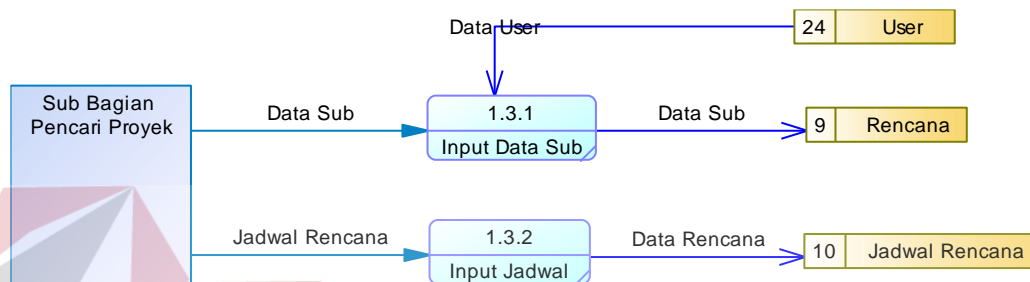 Data User
24 User
Sub Bagian
Pencari Proyek
Data Sub
1.3.1
Input Data Sub
Data Sub
9 Rencana
Jadwal Rencana
1.3.2
Input Jadwal
Data Rencana
10 Jadwal Rencana